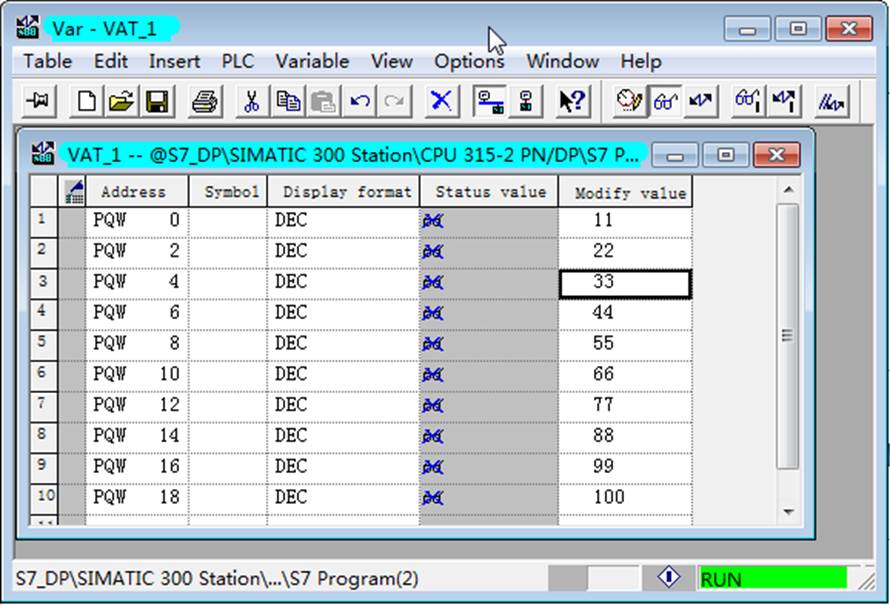 Var - VAT_1
Table Edit Insert PLC Variable View Options Window Help
VAT_1 -- @S7_DP\SIMATIC 300 Station\CPU 315-2 PN/DP\S7 P...
Address Symbol Display format Status value Modify value
1 PQW 0 DEC 11
2 PQW 2 DEC 22
3 PQW 4 DEC 33
4 PQW 6 DEC 44
5 PQW 8 DEC 55
6 PQW 10 DEC 66
7 PQW 12 DEC 77
8 PQW 14 DEC 88
9 PQW 16 DEC 99
10 PQW 18 DEC 100
S7_DP\SIMATIC 300 Station\...\S7 Program(2) RUN